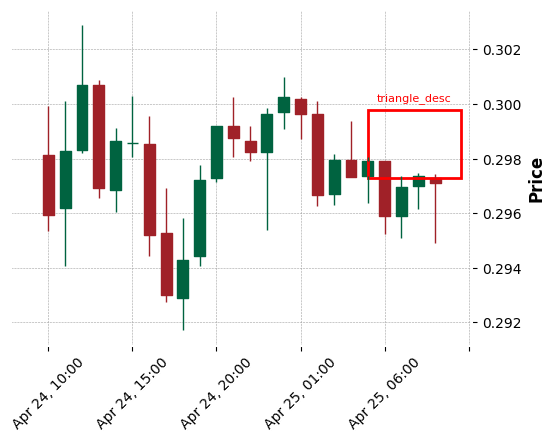 triangle_desc
0.302
0.300
0.298
0.296
0.294
0.292
Price
Apr 24, 10:00
Apr 24, 15:00
Apr 24, 20:00
Apr 25, 01:00
Apr 25, 06:00